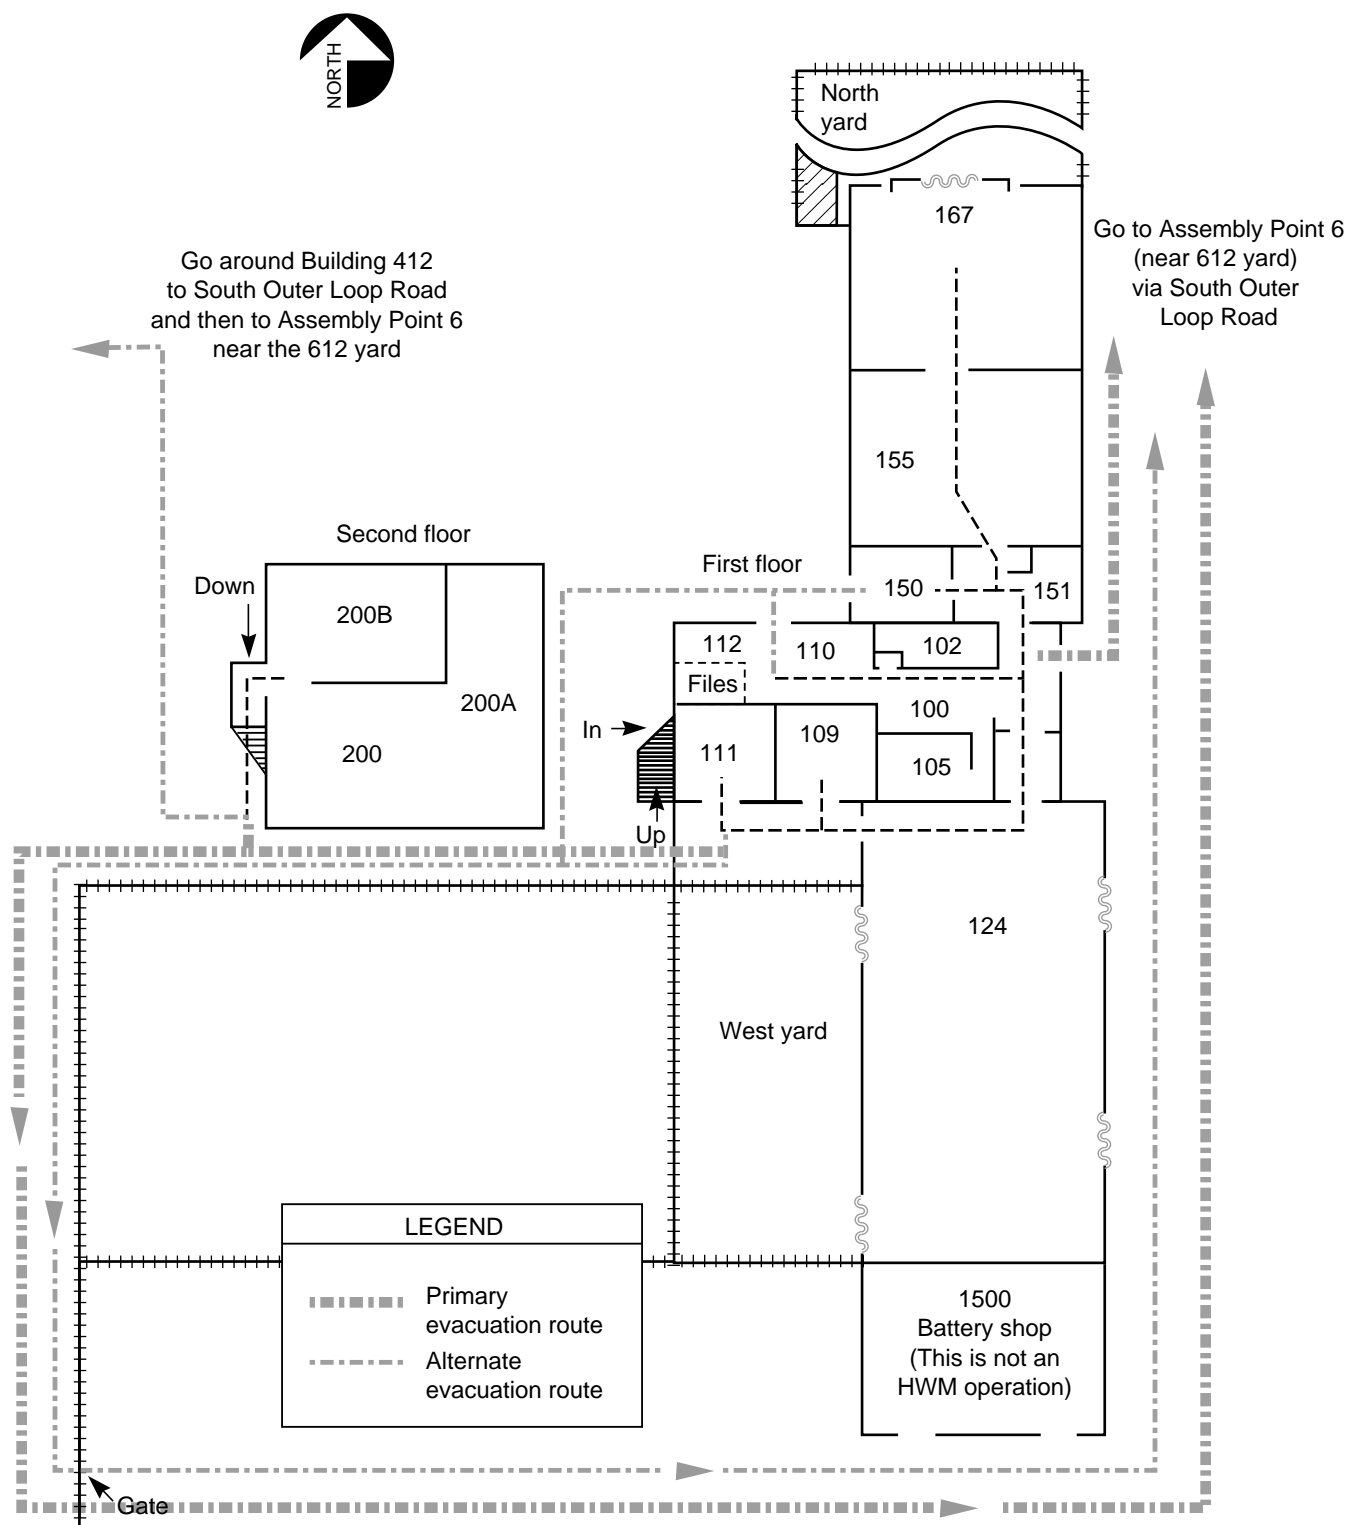 NORTH
North
yard
167
Go to Assembly Point 6
(near 612 yard)
via South Outer
Loop Road
Go around Building 412
to South Outer Loop Road
and then to Assembly Point 6
near the 612 yard
155
Second floor
First floor
Down
200B
150
151
112
110
102
Files
200A
100
In
109
200
111
105
Up
124
West yard
LEGEND
Primary
evacuation route
Alternate
evacuation route
1500
Battery shop
(This is not an
HWM operation)
Gate